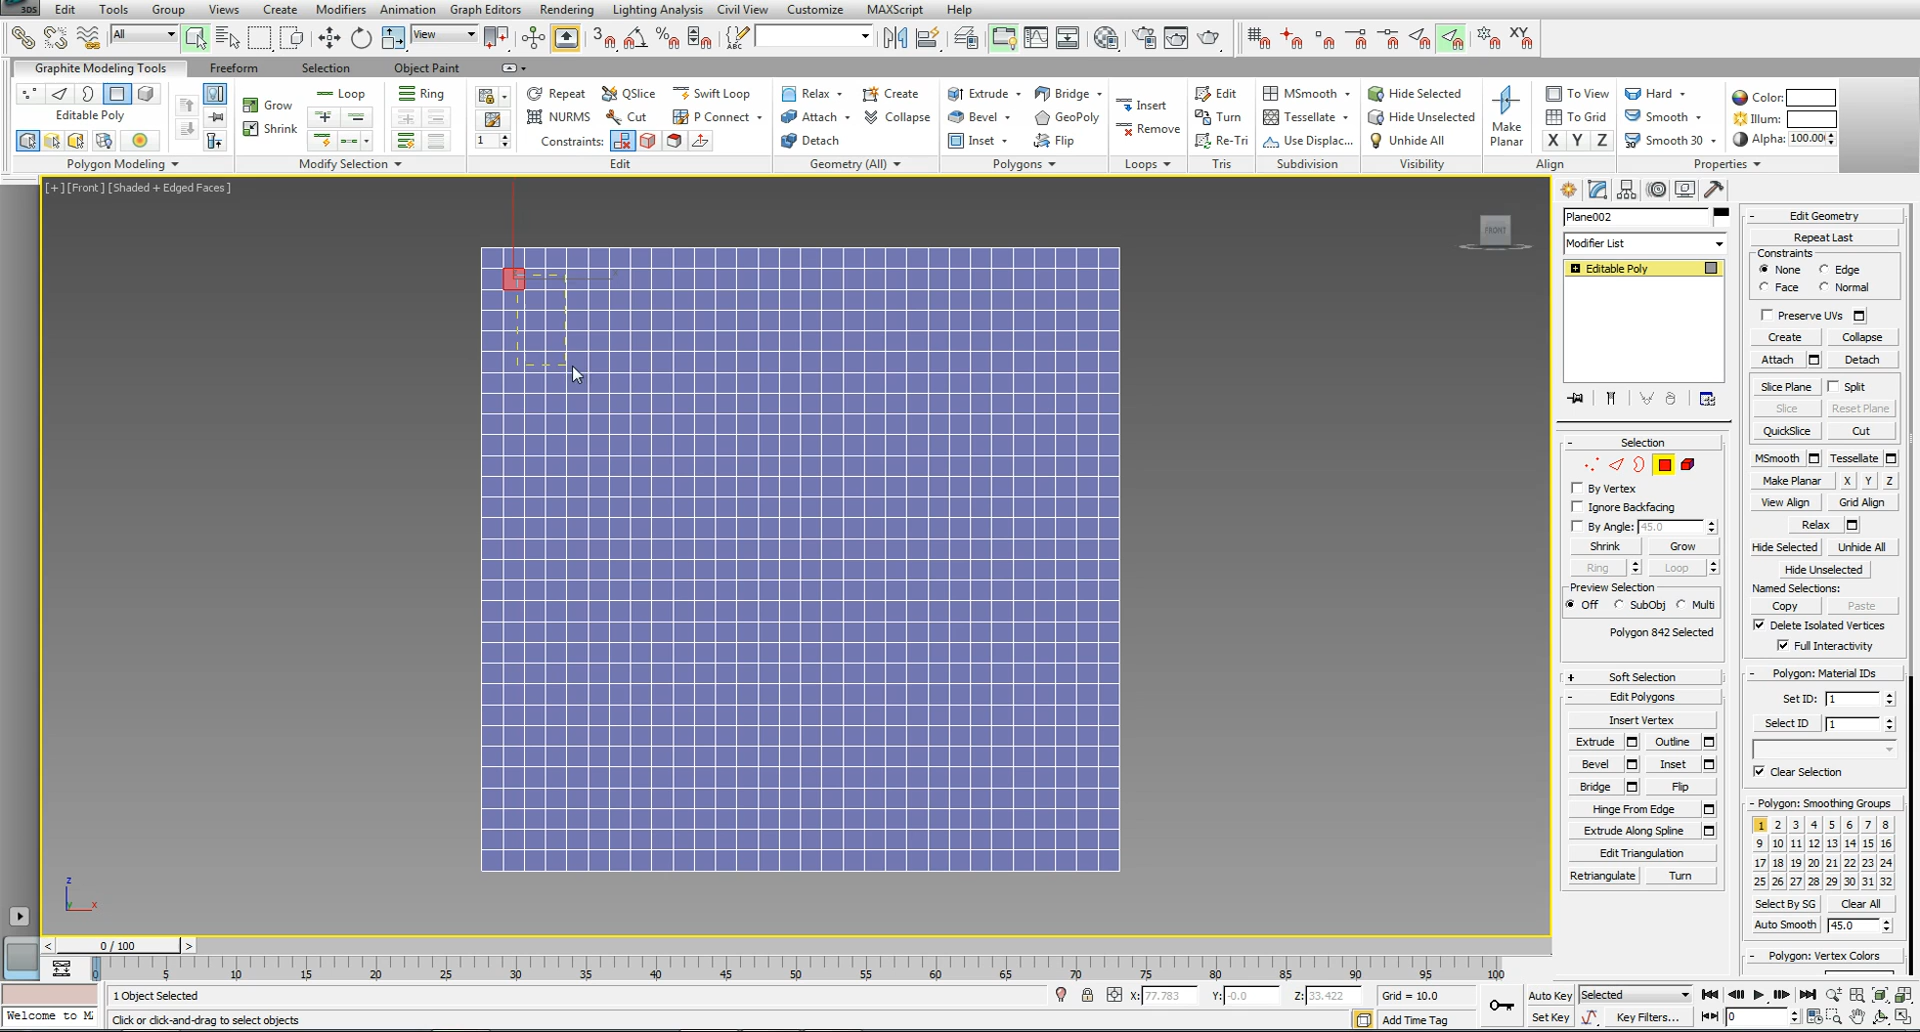 3DS Edit Tools Group Views Create Modifiers Animation Graph Editors Rendering Lighting Analysis Civil View Customize MAXScript Help
All View 3 XY
Graphite Modeling Tools Freeform Selection Object Paint
Editable Poly
Polygon Modeling
Grow Loop Ring
Shrink
Modify Selection
1
Repeat QSlice Swift Loop
NURMS Cut P Connect
Constraints:
Edit
Relax Create
Attach Collapse
Detach
Geometry (All)
Extrude Bridge
Bevel GeoPoly
Inset Flip
Polygons
Insert
Remove
Loops
Edit
Turn
Re-Tri
Tris
MSmooth
Tessellate
Use Displac...
Subdivision
Hide Selected
Hide Unselected
Unhide All
Visibility
Make
Planar
To View
To Grid
X Y Z
Align
Hard
Smooth
Smooth 30
Color:
Illum:
Alpha: 100.00
Properties
[+] [Front] [Shaded + Edged Faces]
FRONT
x
z
y x
Plane002
Modifier List
Editable Poly
Selection
By Vertex
Ignore Backfacing
By Angle: 45.0
Shrink Grow
Ring Loop
Preview Selection
Off SubObj Multi
Polygon 842 Selected
+ Soft Selection
- Edit Polygons
Insert Vertex
Extrude Outline
Bevel Inset
Bridge Flip
Hinge From Edge
Extrude Along Spline
Edit Triangulation
Retriangulate Turn
- Edit Geometry
Repeat Last
Constraints
None Edge
Face Normal
Preserve UVs
Create Collapse
Attach Detach
Slice Plane Split
Slice Reset Plane
QuickSlice Cut
MSmooth Tessellate
Make Planar X Y Z
View Align Grid Align
Relax
Hide Selected Unhide All
Hide Unselected
Named Selections:
Copy Paste
Delete Isolated Vertices
Full Interactivity
- Polygon: Material IDs
Set ID: 1
Select ID 1
Clear Selection
- Polygon: Smoothing Groups
1 2 3 4 5 6 7 8
9 10 11 12 13 14 15 16
17 18 19 20 21 22 23 24
25 26 27 28 29 30 31 32
Select By SG Clear All
Auto Smooth 45.0
- Polygon: Vertex Colors
< 0 / 100 >
0 5 10 15 20 25 30 35 40 45 50 55 60 65 70 75 80 85 90 95 100
1 Object Selected X: 77.783 Y: -0.0 Z: 33.422 Grid = 10.0 Auto Key Selected
Welcome to M Click or click-and-drag to select objects Add Time Tag Set Key Key Filters... 0